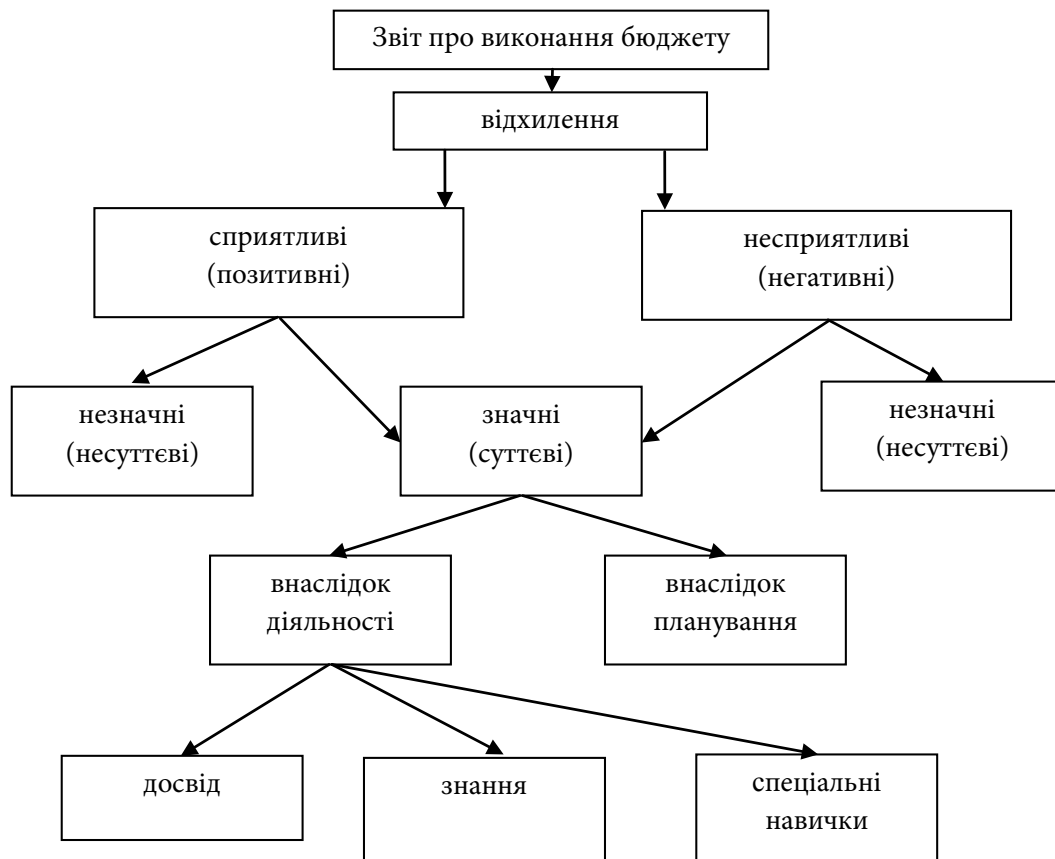 Звіт про виконання бюджету
відхилення
сприятливі
(позитивні)
несприятливі
(негативні)
незначні
(несуттєві)
значні
(суттєві)
незначні
(несуттєві)
внаслідок
діяльності
внаслідок
планування
досвід
знання
спеціальні
навички